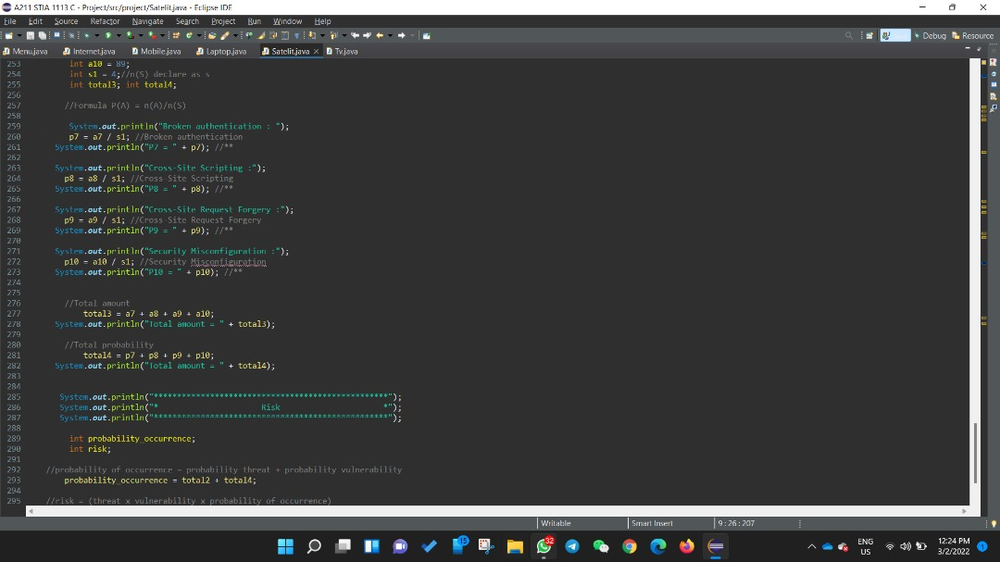 A211 STIA 1113 C - Project/src/project/Satelit.java - Eclipse IDE
File Edit Source Refactor Navigate Search Project Run Window Help
Debug Resource
Menu.java Internet.java Mobile.java Laptop.java Satelit.java Tv.java
253 int a10 = 89;
254 int s1 = 4;//n(S) declare as s
255 int total3; int total4;
256
257 //Formula P(A) = n(A)/n(S)
258
259 System.out.println("Broken authentication : ");
260 p7 = a7 / s1; //Broken authentication
261 System.out.println("P7 = " + p7); //**
262
263 System.out.println("Cross-Site Scripting :");
264 p8 = a8 / s1; //Cross-Site Scripting
265 System.out.println("P8 = " + p8); //**
266
267 System.out.println("Cross-Site Request Forgery :");
268 p9 = a9 / s1; //Cross-Site Request Forgery
269 System.out.println("P9 = " + p9); //**
270
271 System.out.println("Security Misconfiguration :");
272 p10 = a10 / s1; //Security Misconfiguration
273 System.out.println("P10 = " + p10); //**
274
275
276 //Total amount
277 total3 = a7 + a8 + a9 + a10;
278 System.out.println("Total amount = " + total3);
279
280 //Total probability
281 total4 = p7 + p8 + p9 + p10;
282 System.out.println("Total amount = " + total4);
283
284
285 System.out.println("**************************************************");
286 System.out.println("* Risk *");
287 System.out.println("**************************************************");
288
289 int probability_occurrence;
290 int risk;
291
292 //probability of occurrence = probability threat + probability vulnerability
293 probability_occurrence = total2 + total4;
294
295 //risk = (threat x vulnerability x probability of occurrence)
Writable Smart Insert 9 : 26 : 207
15 32 ENG US 12:24 PM 3/2/2022 1